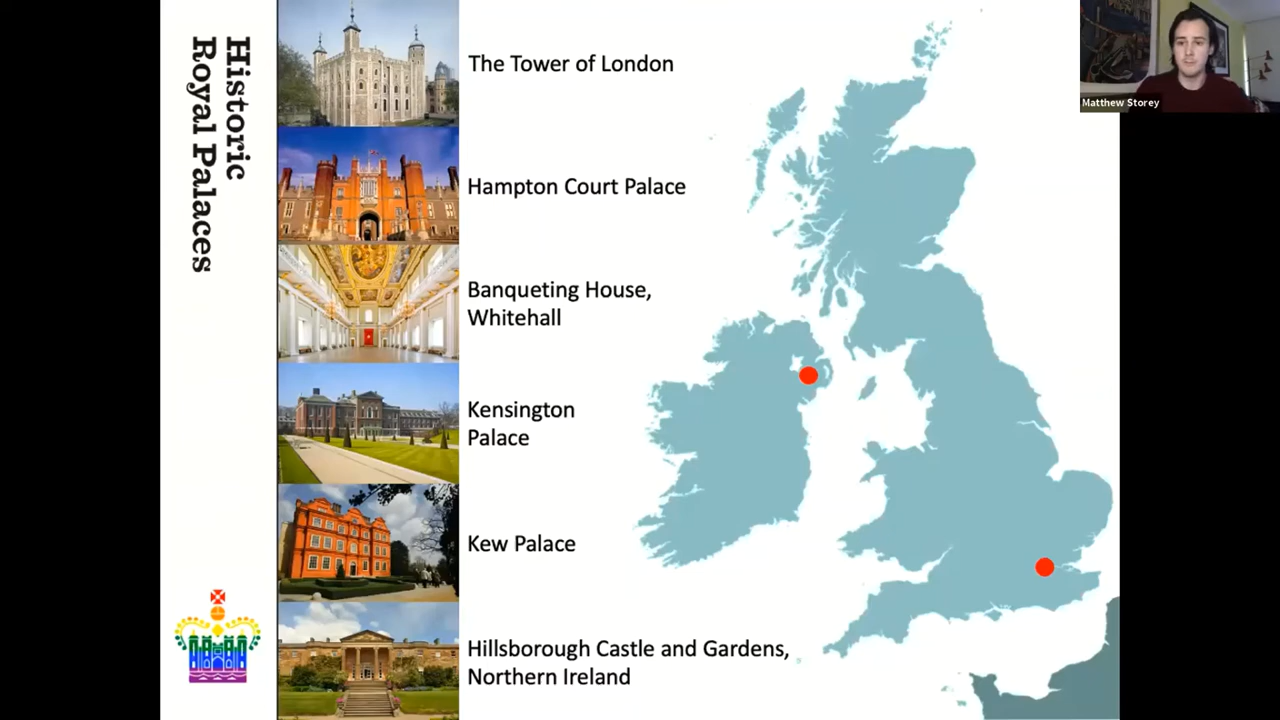 Historic
Royal Palaces
The Tower of London
Hampton Court Palace
Banqueting House,
Whitehall
Kensington
Palace
Kew Palace
Hillsborough Castle and Gardens,
Northern Ireland
Matthew Storey